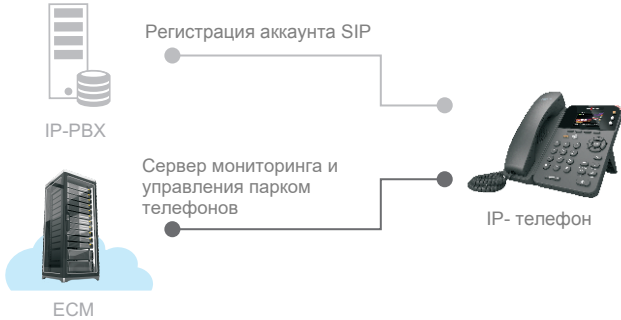 Регистрация аккаунта SIP
IP-PBX
Сервер мониторинга и
управления парком
телефонов
IP- телефон
ECM